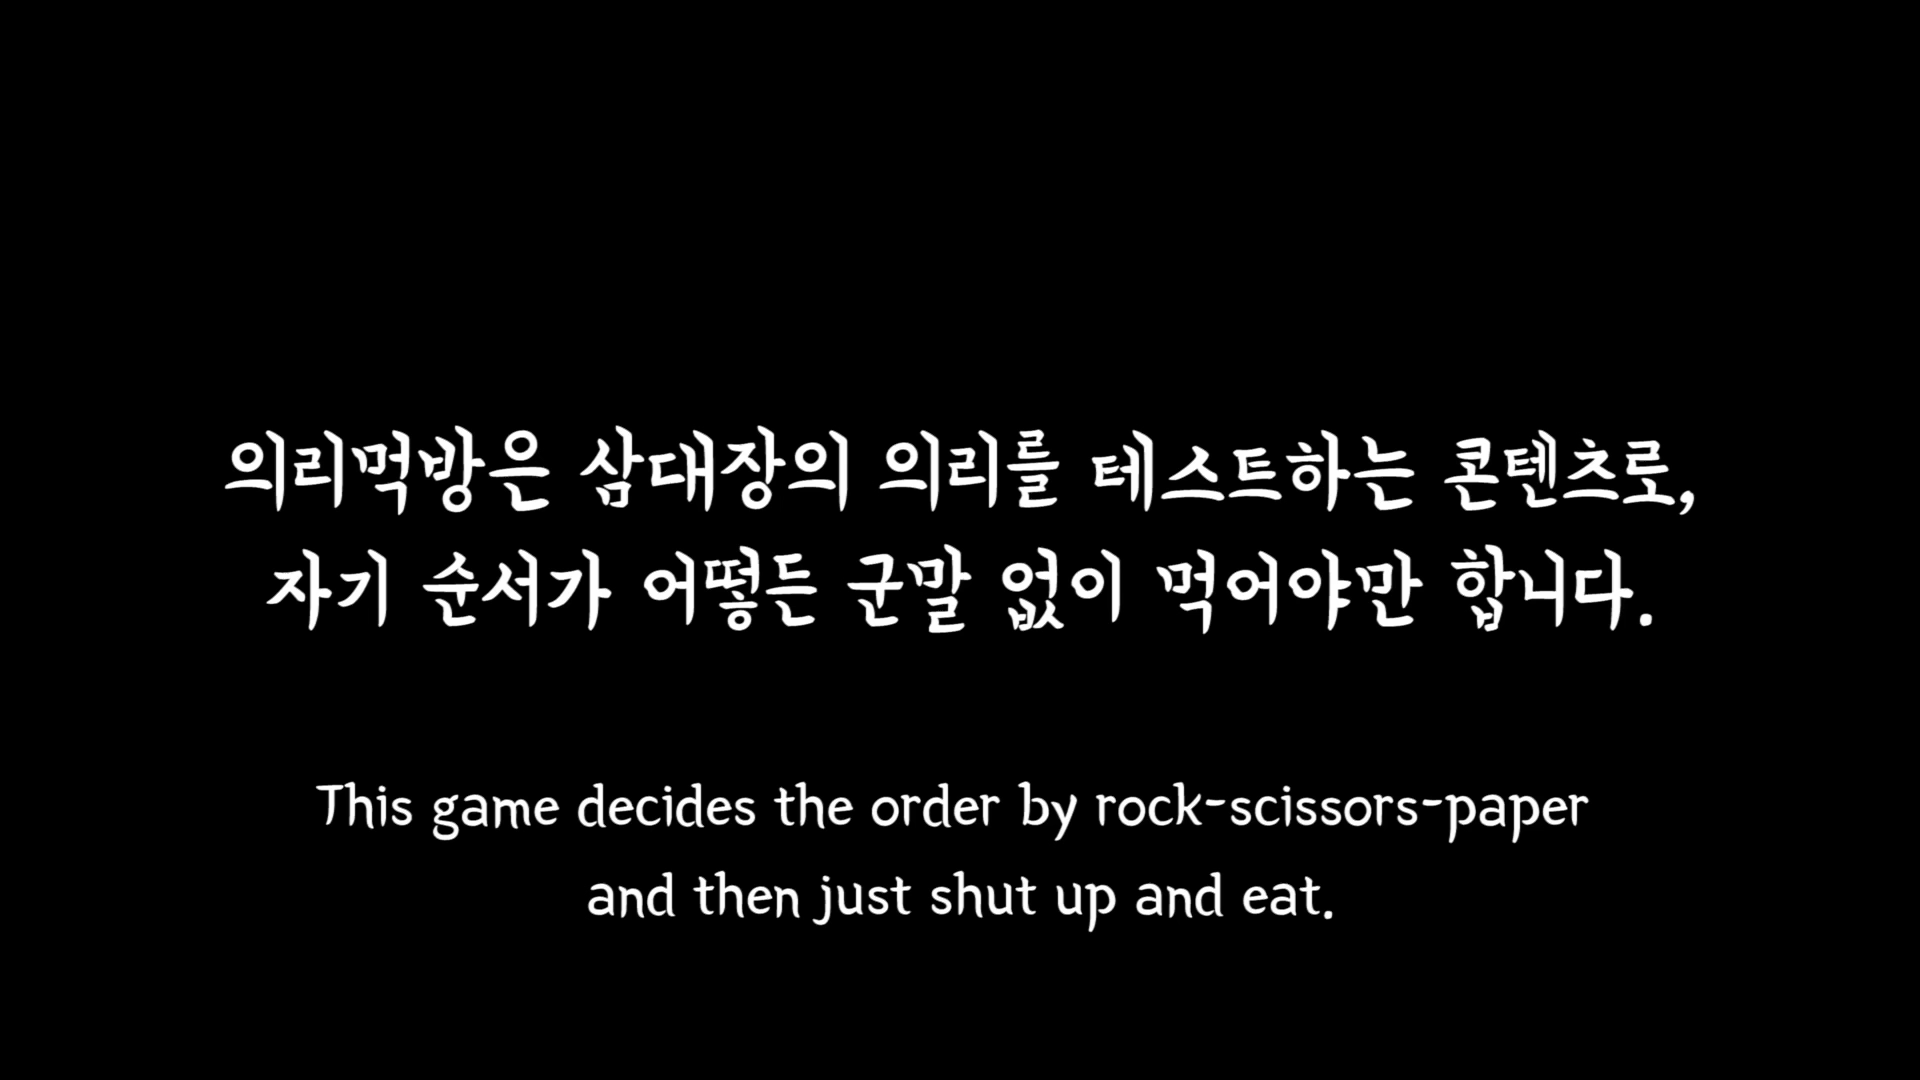 의리먹방은 삼대장의 의리를 테스트하는 콘텐츠로,
자기 순서가 어떻든 군말 없이 먹어야만 합니다.
This game decides the order by rock-scissors-paper
and then just shut up and eat.